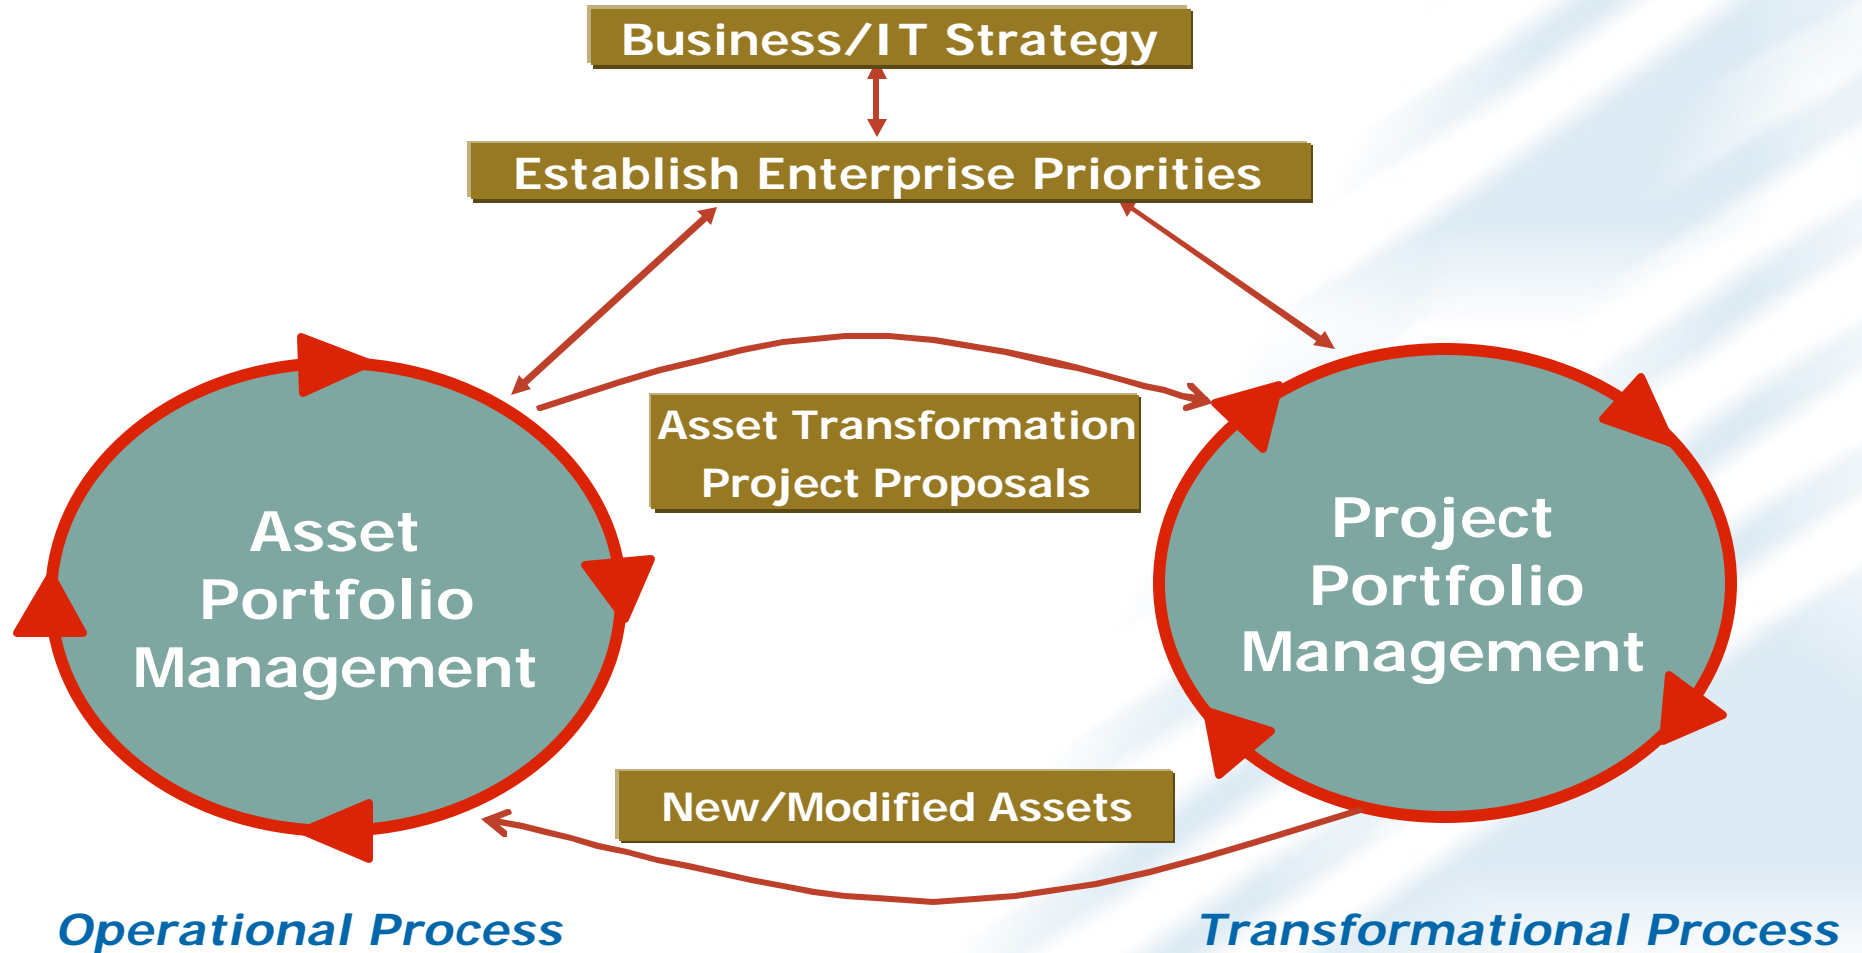 Business/IT Strategy
Establish Enterprise Priorities
Asset Transformation
Project Proposals
Asset
Portfolio
Management
Project
Portfolio
Management
New/Modified Assets
Operational Process
Transformational Process